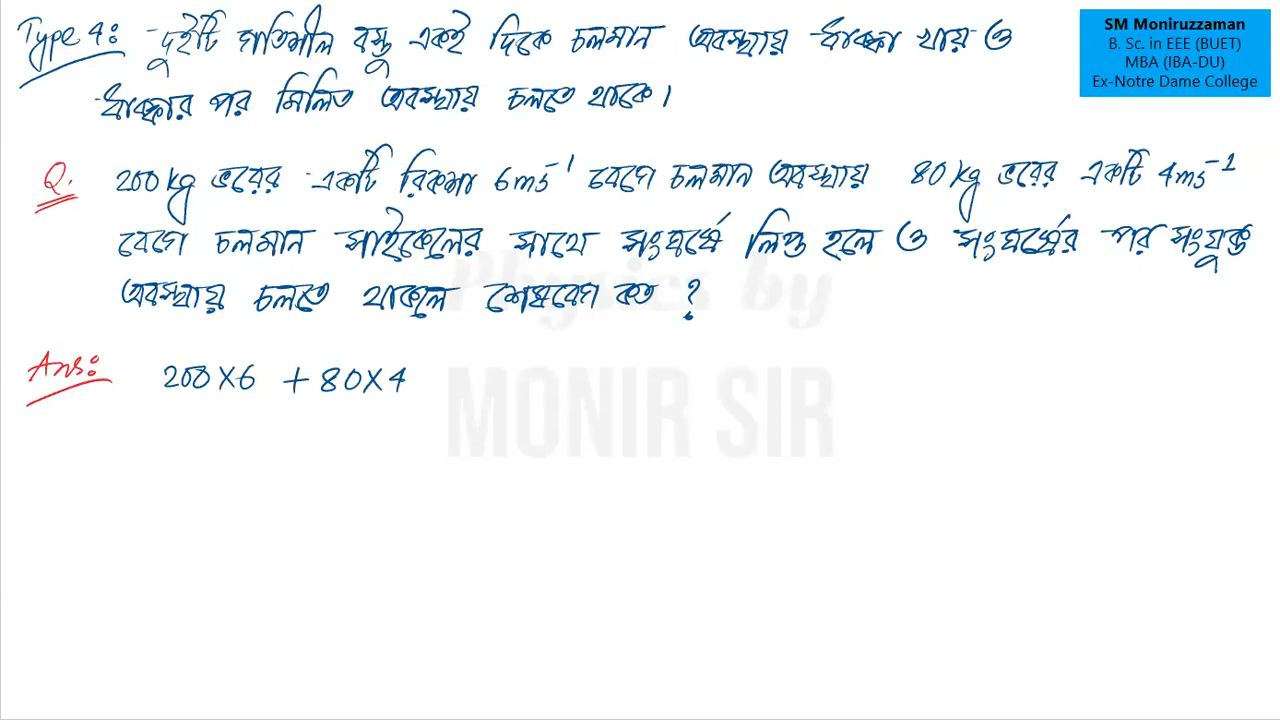 Type 4: দুইটি গতিশীল বস্তু একই দিকে চলমান অবস্থায় ধাক্কা খায় ও
ধাক্কার পর মিলিত অবস্থায় চলতে থাকে।
SM Moniruzzaman
B. Sc. in EEE (BUET)
MBA (IBA-DU)
Ex-Notre Dame College
Q. 200 kg ভরের একটি রিকশা 6ms⁻¹ বেগে চলমান অবস্থায় 80 kg ভরের একটি 4ms⁻¹
বেগে চলমান সাইকেলের সাথে সংঘর্ষে লিপ্ত হলে ও সংঘর্ষের পর সংযুক্ত
অবস্থায় চলতে থাকলে শেষবেগ কত ?
Ans: 200×6 + 80×4
Physics by
MONIR SIR